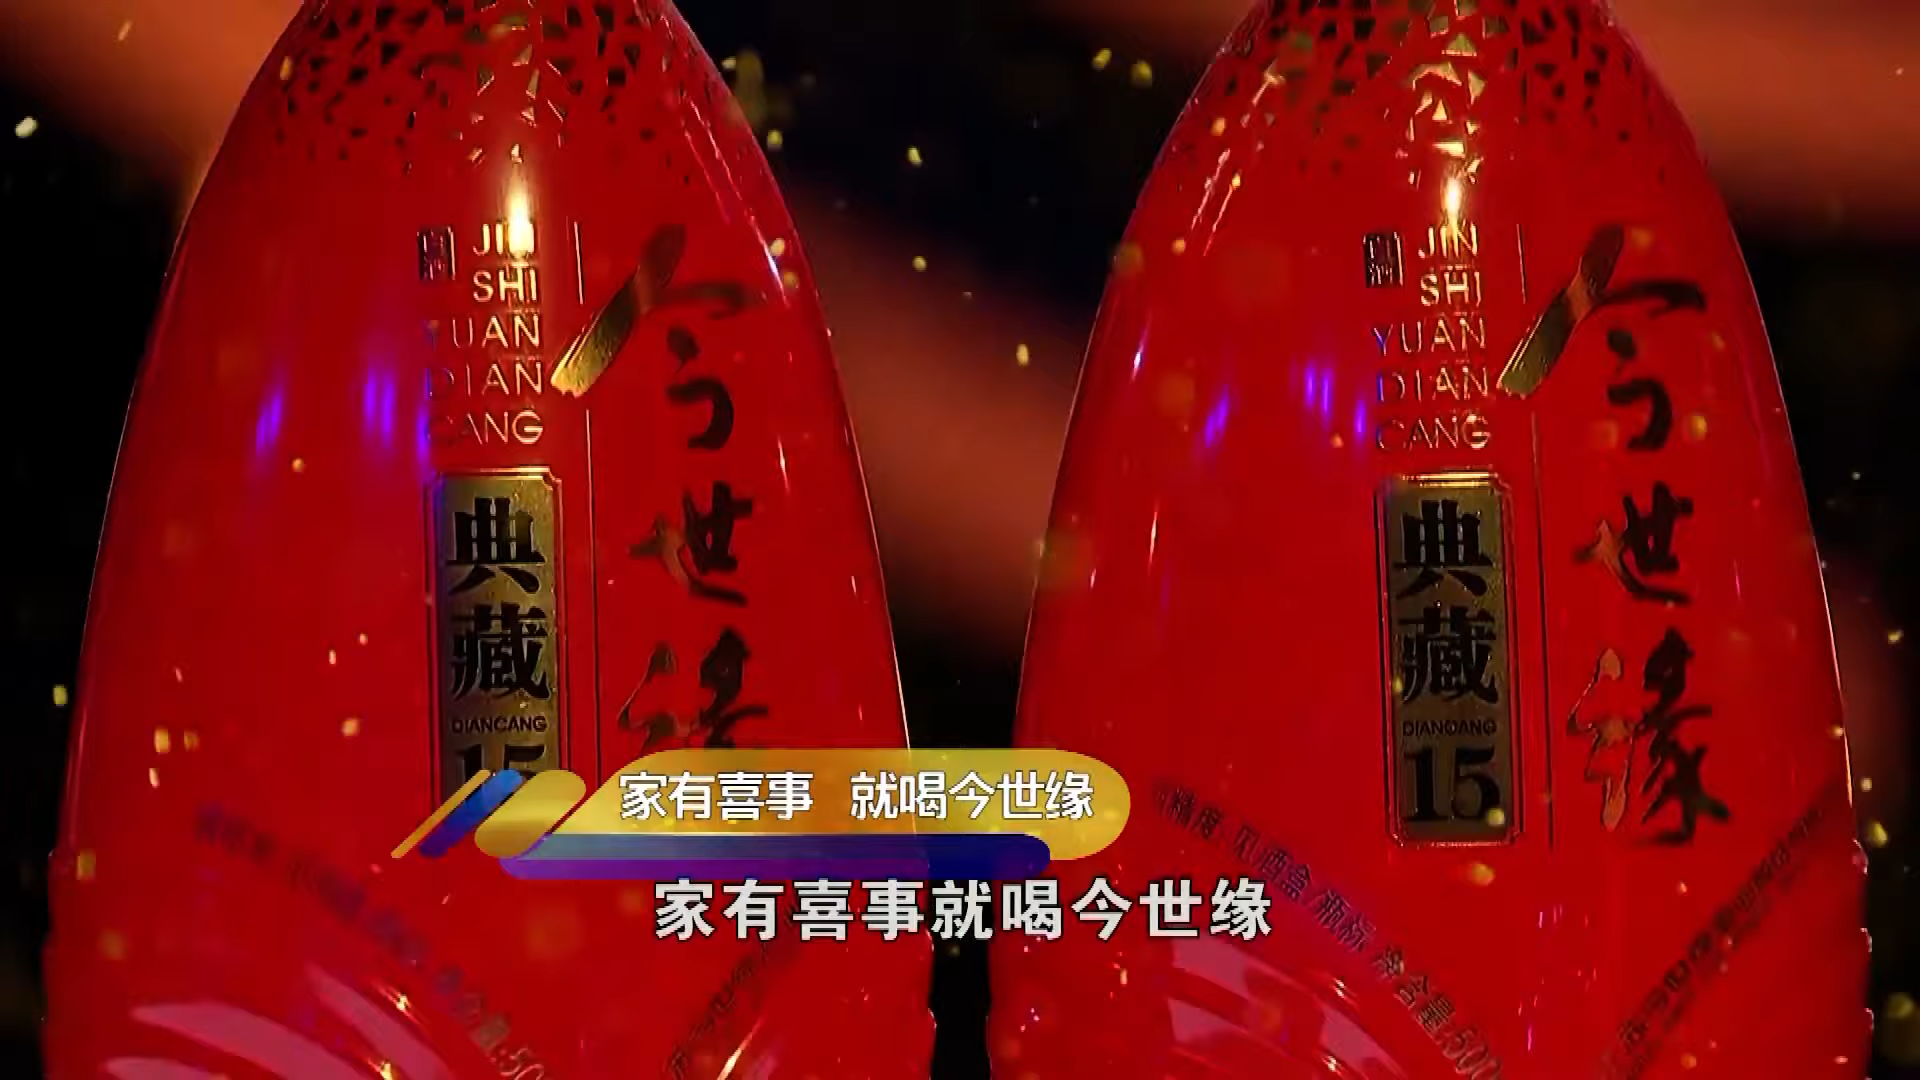 JIN
SHI
YUAN
DIAN
CANG
今世缘
典藏
DIANCANG
15
JIN
SHI
YUAN
DIAN
CANG
今世缘
典藏
DIANCANG
15
家有喜事 就喝今世缘
家有喜事就喝今世缘